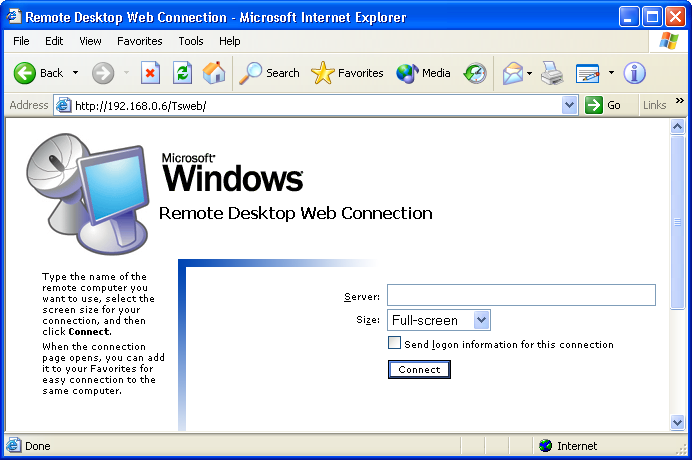 Remote Desktop Web Connection - Microsoft Internet Explorer
File Edit View Favorites Tools Help
Back Search Favorites Media
Address http://192.168.0.6/Tsweb/ Go Links »
Microsoft
Windows
Remote Desktop Web Connection
Type the name of the
remote computer you
want to use, select the
screen size for your
connection, and then
click Connect.
When the connection
page opens, you can add
it to your Favorites for
easy connection to the
same computer.
Server:
Size: Full-screen
Send logon information for this connection
Connect
Done Internet